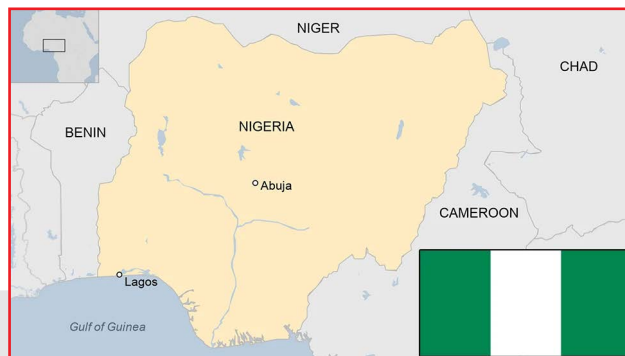 NIGER
CHAD
BENIN
NIGERIA
Abuja
CAMEROON
Lagos
Gulf of Guinea